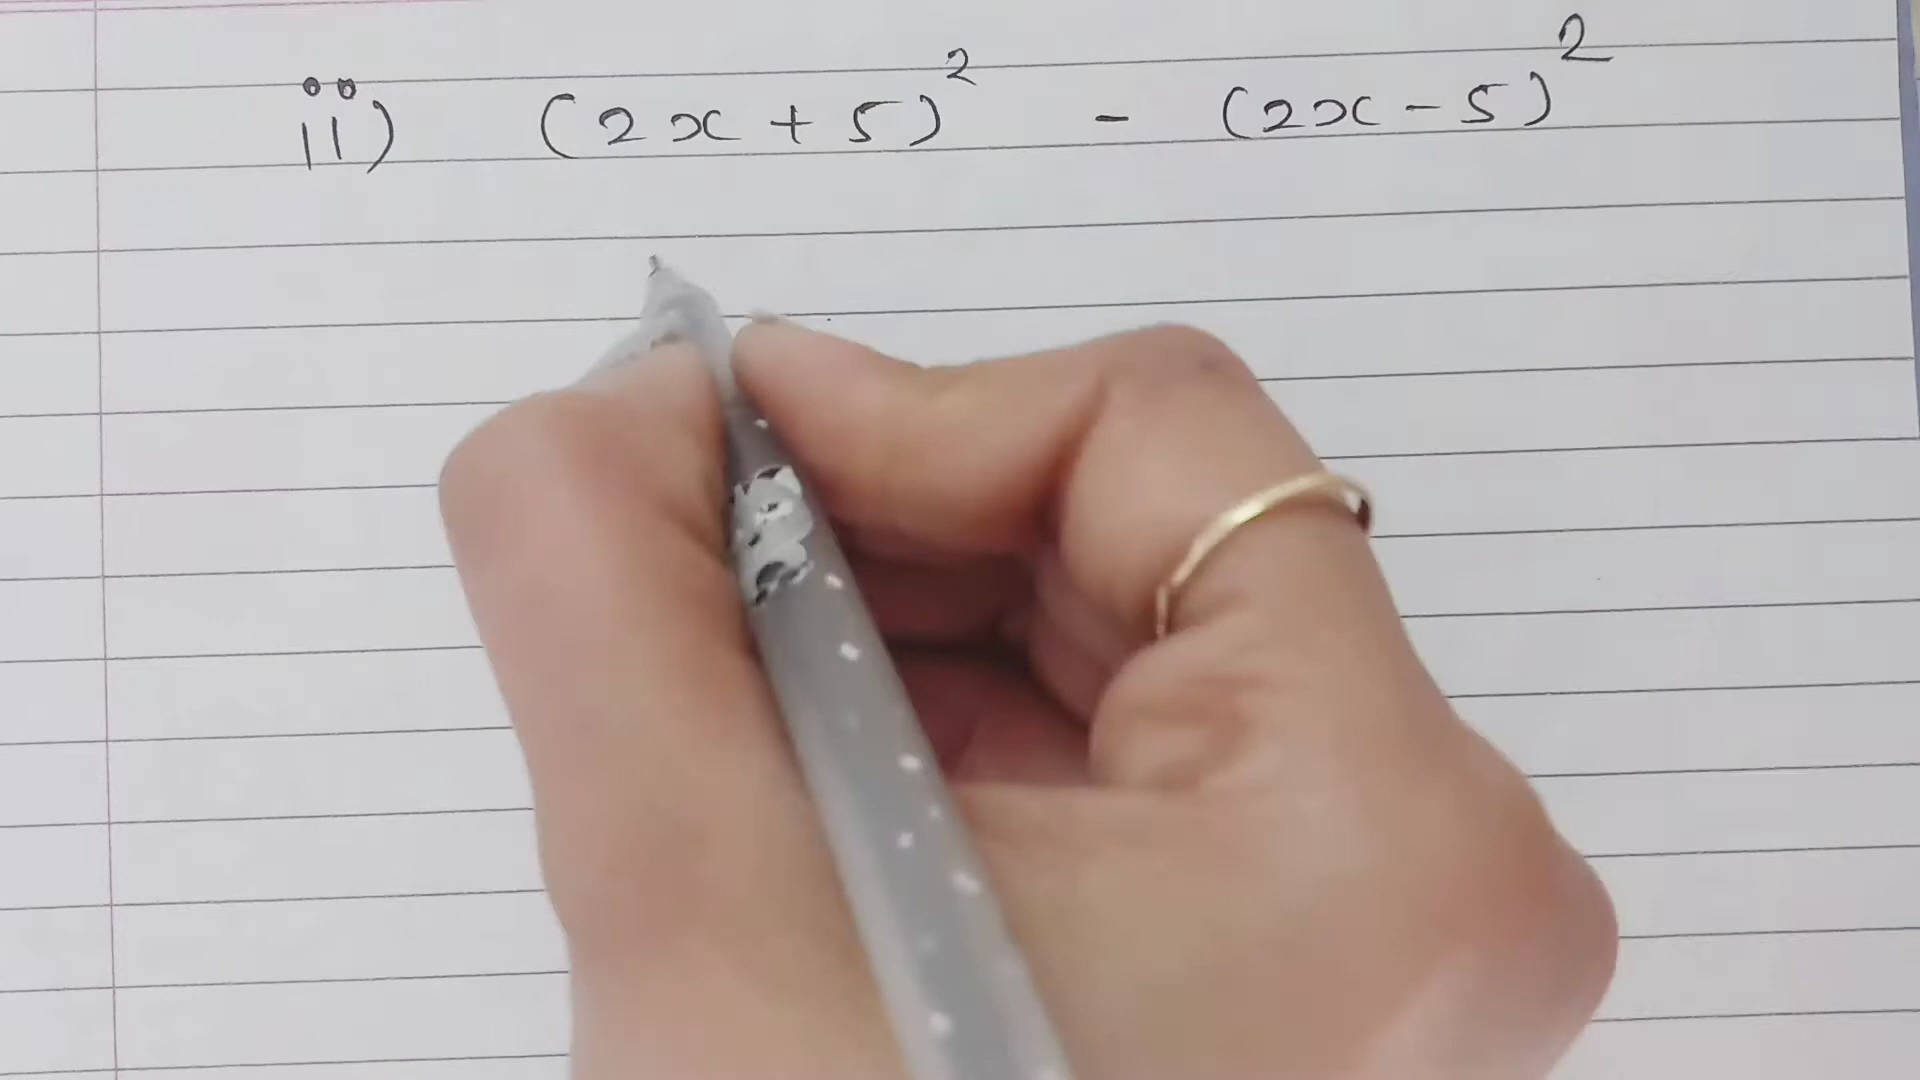 ii) (2x + 5)² - (2x - 5)²